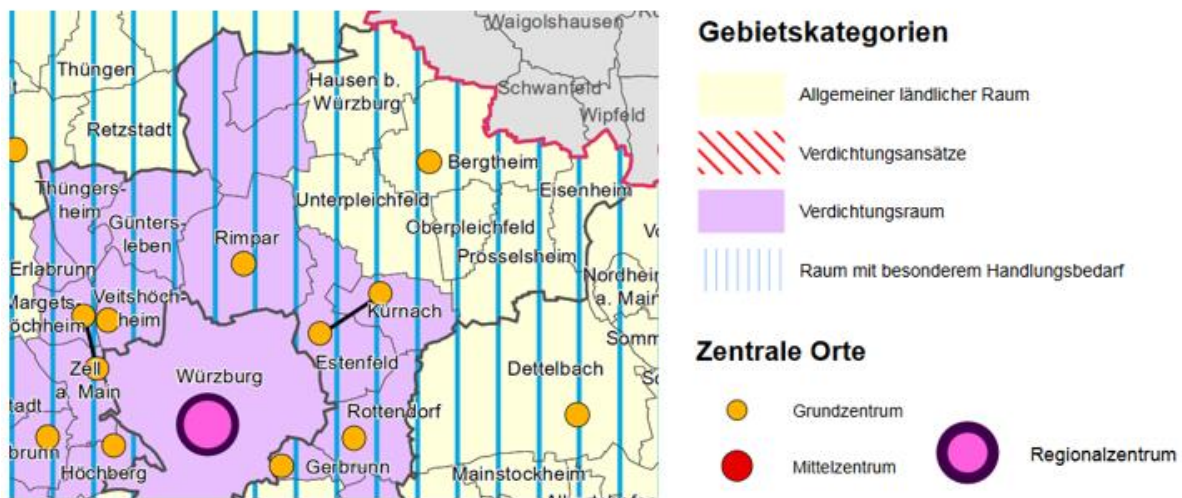 Waigolshausen
Thüngen
Hausen b.
Würzburg
Schwanfeld
Wipfeld
Retzstadt
Bergtheim
Thüngers-
heim
Eisenheim
Unterpleichfeld
Günters-
leben
Oberpleichfeld
Rimpar
Prosselsheim
Erlabrunn
Nordheim
a. Main
Margets-
höchheim
Veitshöch-
heim
Kürnach
Zell
a. Main
Würzburg
Estenfeld
Dettelbach
Rottendorf
Höchberg
Gerbrunn
Mainstockheim
Gebietskategorien
Allgemeiner ländlicher Raum
Verdichtungsansätze
Verdichtungsraum
Raum mit besonderem Handlungsbedarf
Zentrale Orte
Grundzentrum
Mittelzentrum
Regionalzentrum